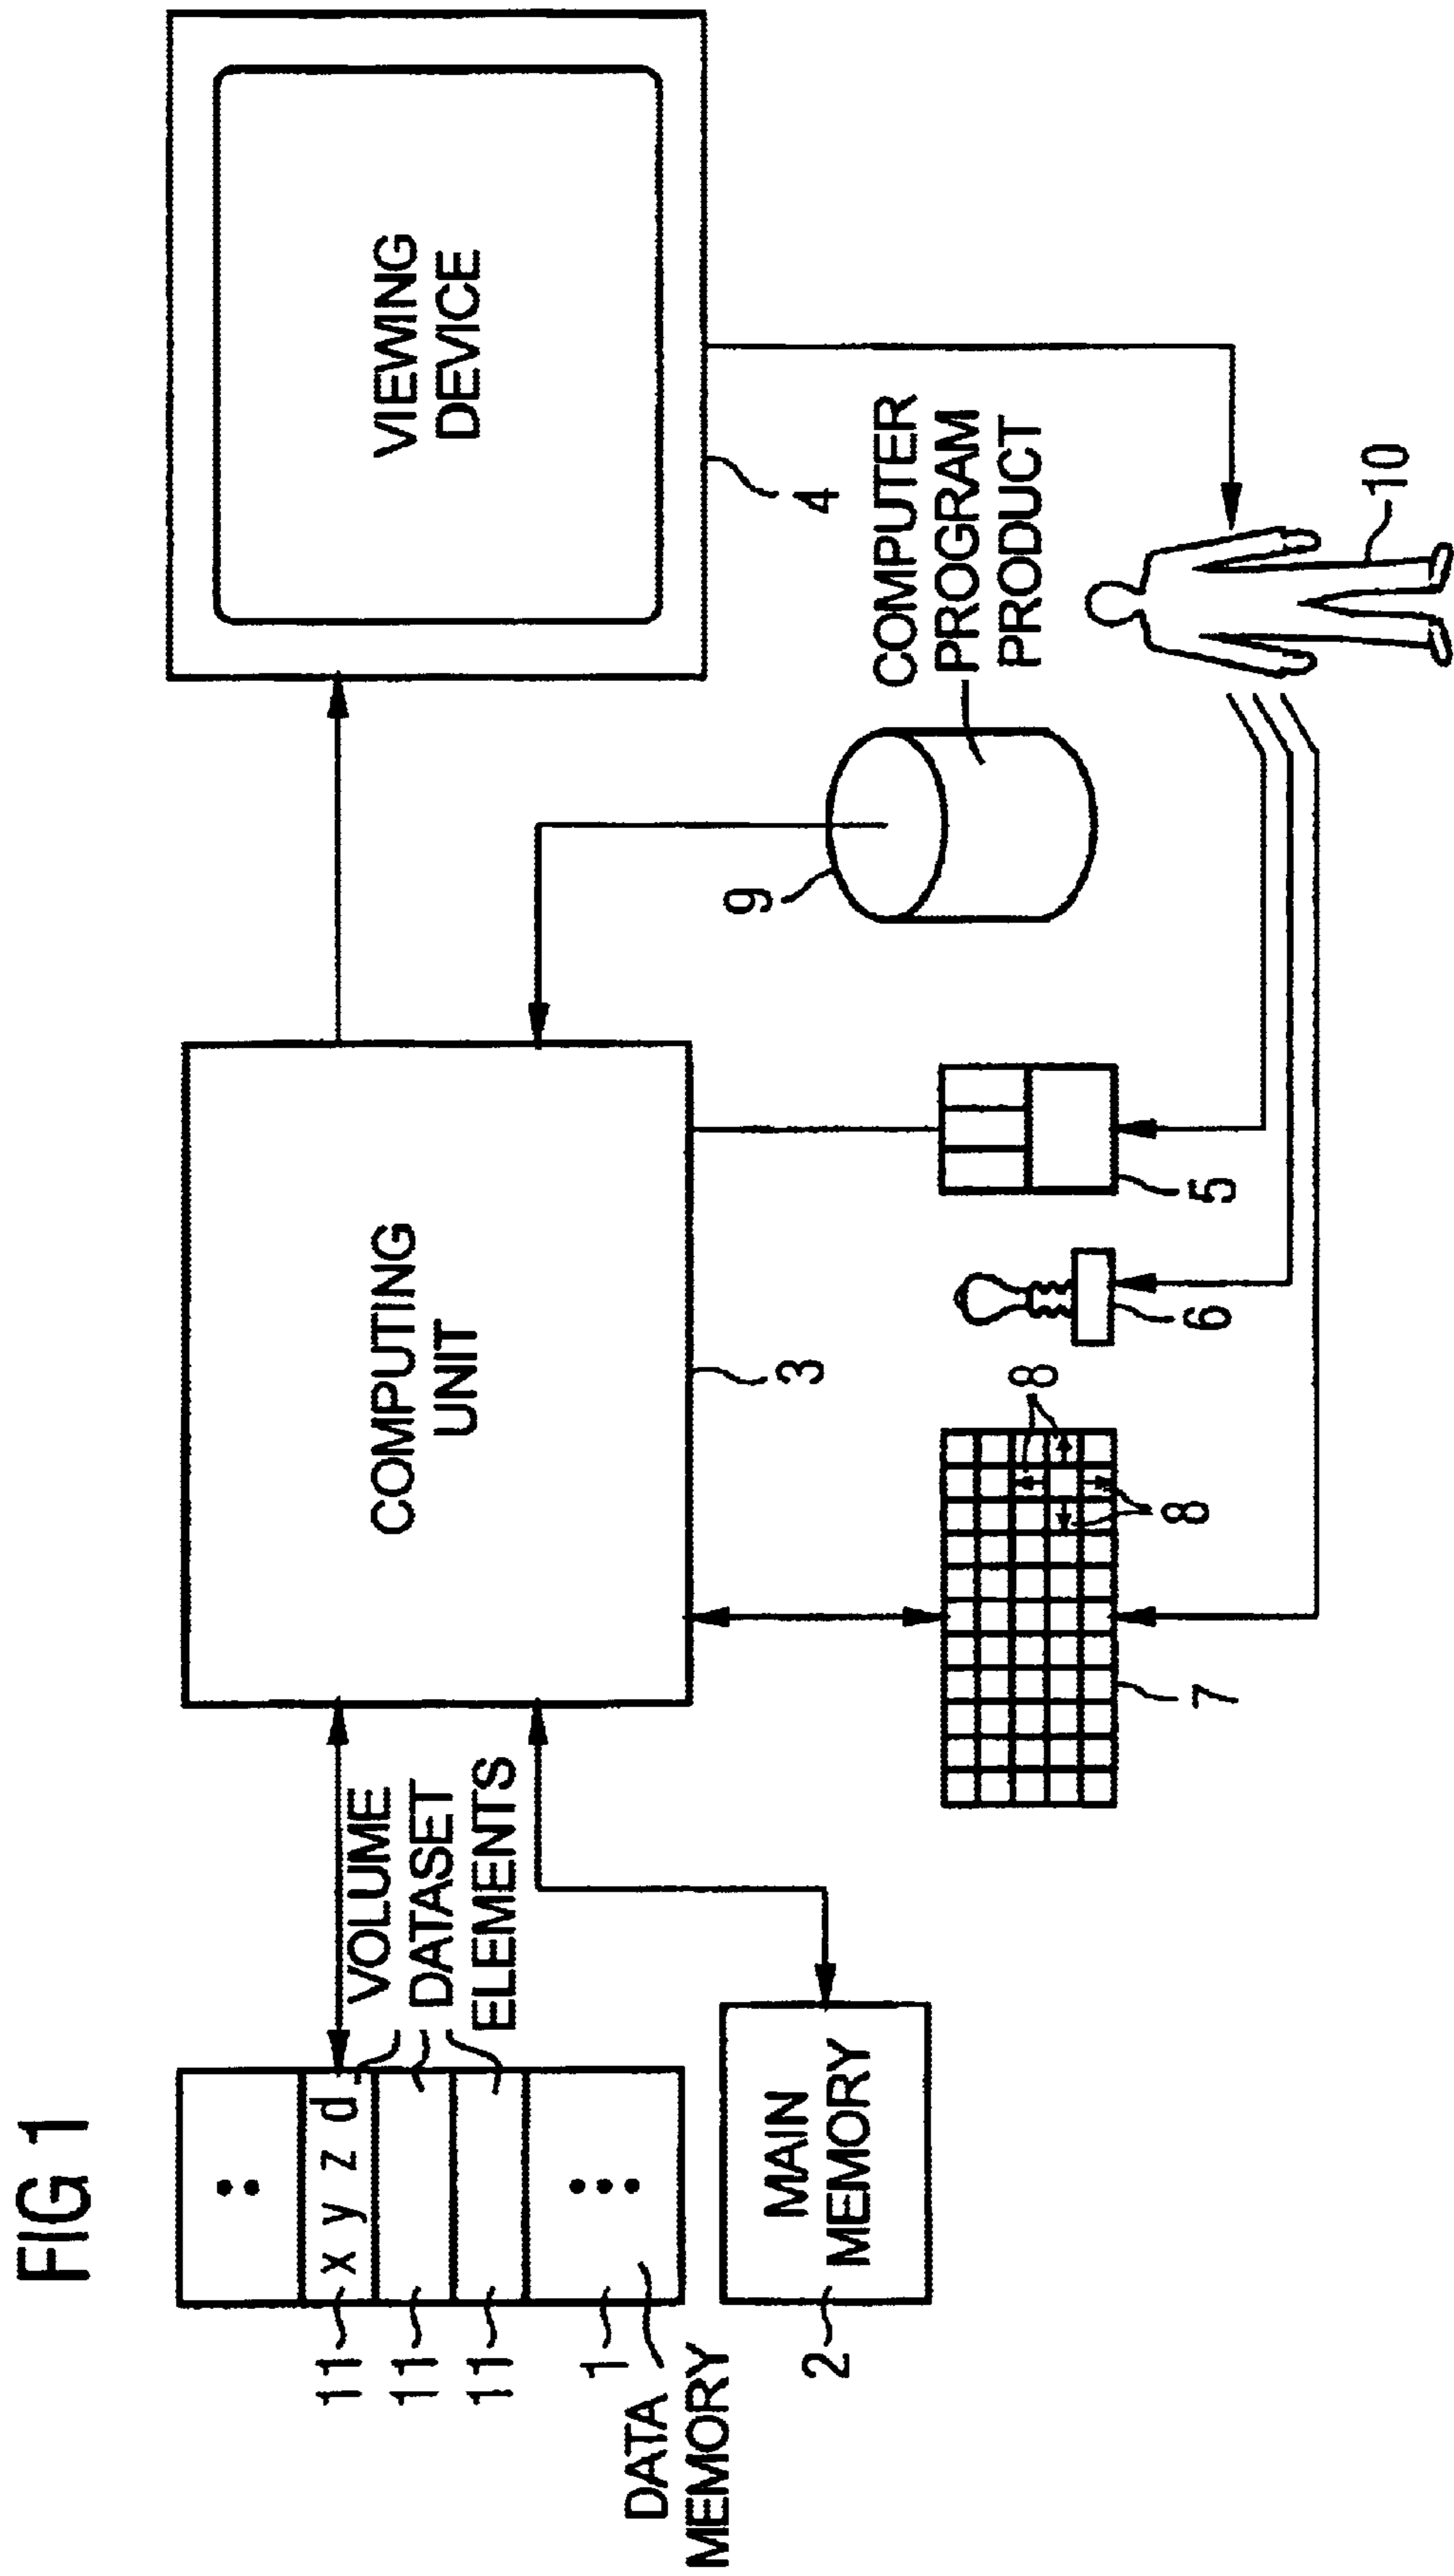 FIG 1
11
11
11
1
DATA
MEMORY
x y z d
VOLUME
DATASET
ELEMENTS
2
MAIN
MEMORY
COMPUTING
UNIT
3
7
8
8
6
5
9
COMPUTER
PROGRAM
PRODUCT
VIEWING
DEVICE
4
10